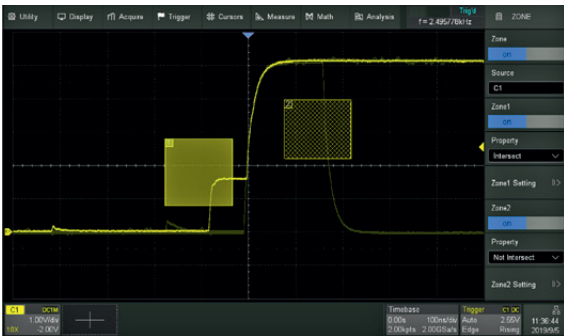 Utility Display Acquire Trigger Cursors Measure Math Analysis Trig'd
f = 2.495778kHz
ZONE
Zone
on
Source
C1
Zone1
on
Property
Intersect
Zone1 Setting
Zone2
on
Property
Not Intersect
Zone2 Setting
1
2
C1 DC1M
1.00V/div
10X -2.00V
Timebase
0.00s 100ns/div
2.00kpts 2.00GSa/s
Trigger C1 DC
Auto 2.55V
Edge Rising
11:36:44
2019/9/5